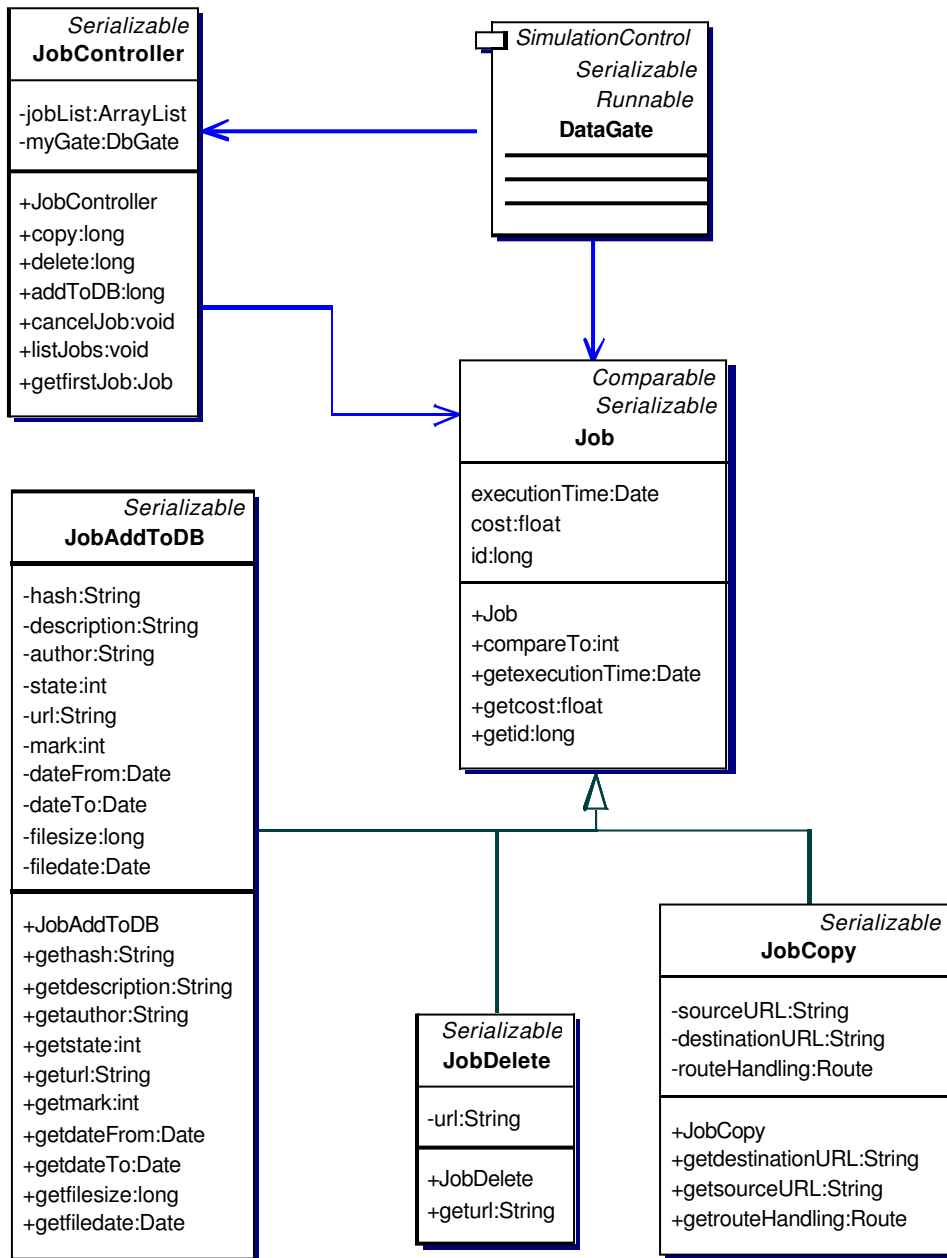 Serializable
JobController
-jobList:ArrayList
-myGate:DbGate
+JobController
+copy:long
+delete:long
+addToDB:long
+cancelJob:void
+listJobs:void
+getfirstJob:Job
SimulationControl
Serializable
Runnable
DataGate
Comparable
Serializable
Job
executionTime:Date
cost:float
id:long
+Job
+compareTo:int
+getexecutionTime:Date
+getcost:float
+getid:long
Serializable
JobAddToDB
-hash:String
-description:String
-author:String
-state:int
-url:String
-mark:int
-dateFrom:Date
-dateTo:Date
-filesize:long
-filedate:Date
+JobAddToDB
+gethash:String
+getdescription:String
+getauthor:String
+getstate:int
+geturl:String
+getmark:int
+getdateFrom:Date
+getdateTo:Date
+getfilesize:long
+getfiledate:Date
Serializable
JobDelete
-url:String
+JobDelete
+geturl:String
Serializable
JobCopy
-sourceURL:String
-destinationURL:String
-routeHandling:Route
+JobCopy
+getdestinationURL:String
+getsourceURL:String
+getrouteHandling:Route